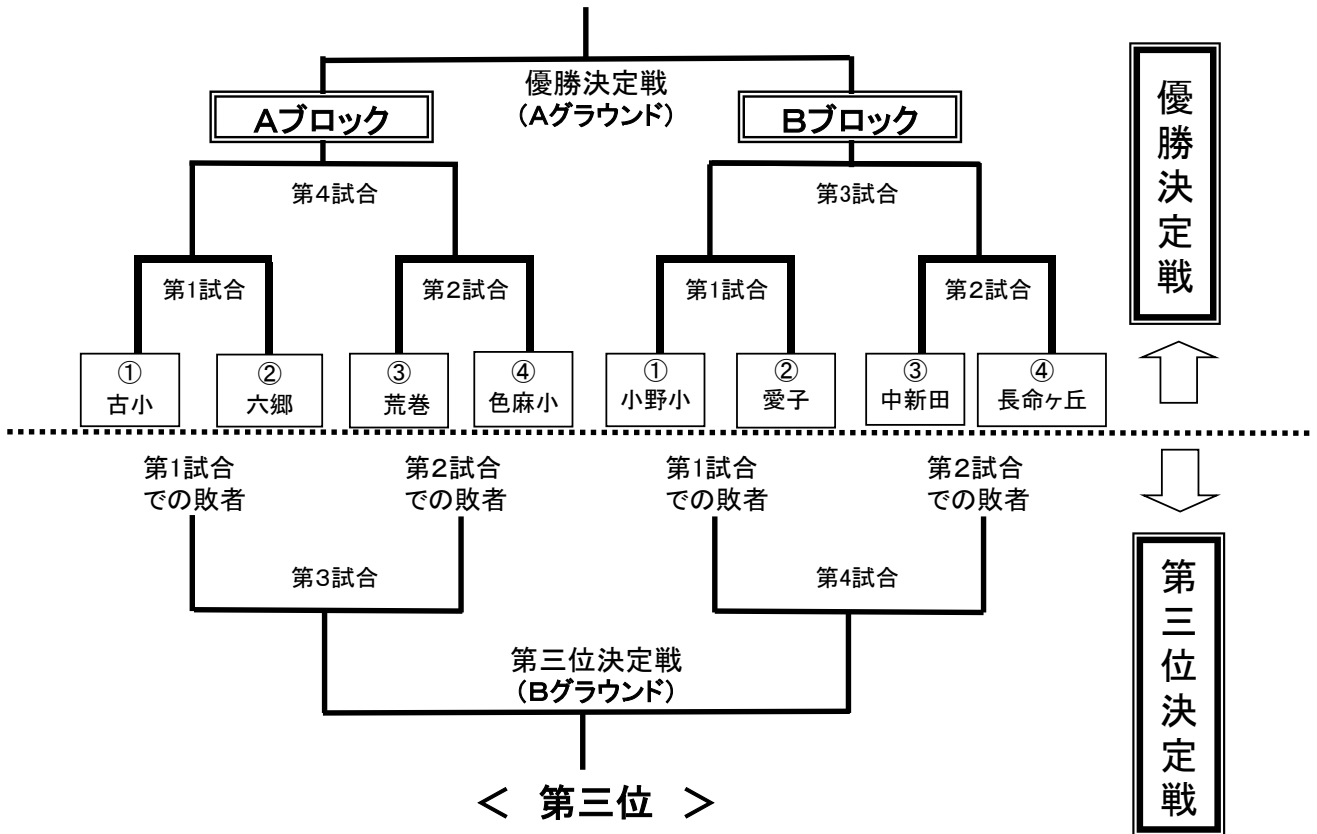 優勝決定戦
(Aグラウンド)
Aブロック
Bブロック
第4試合
第3試合
第1試合
第2試合
第1試合
第2試合
①
古小
②
六郷
③
荒巻
④
色麻小
①
小野小
②
愛子
③
中新田
④
長命ヶ丘
優勝決定戦
第1試合
での敗者
第2試合
での敗者
第1試合
での敗者
第2試合
での敗者
第3試合
第4試合
第三位決定戦
(Bグラウンド)
< 第三位 >
第三位決定戦